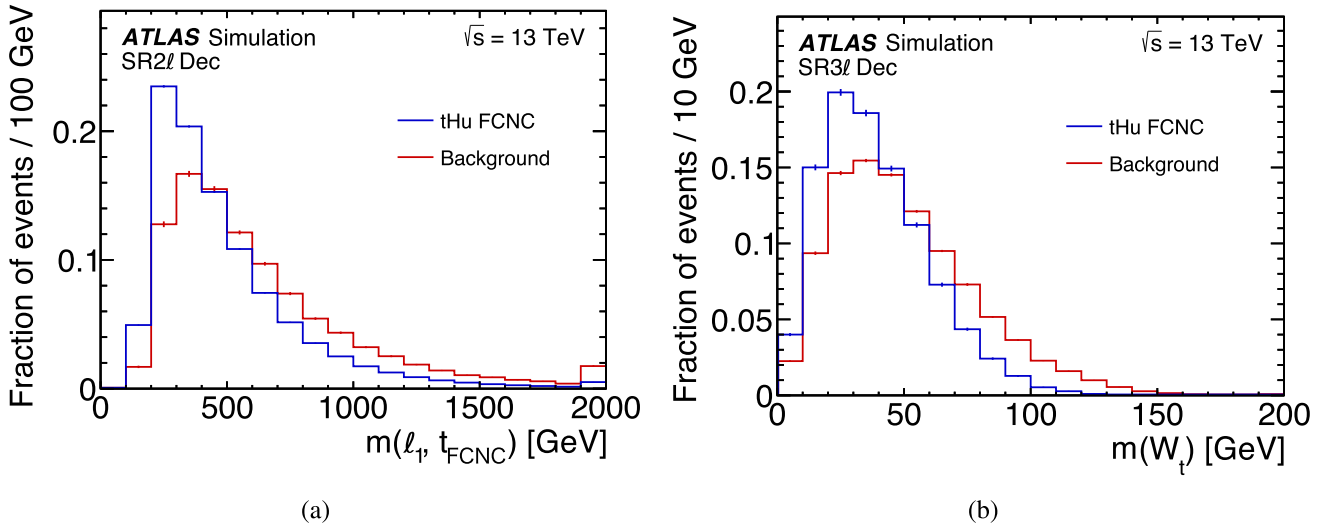 Fraction of events / 100 GeV
ATLAS Simulation
SR2ℓ Dec
√s = 13 TeV
tHu FCNC
Background
0.2
0.1
0
0 500 1000 1500 2000
m(ℓ₁, t_FCNC) [GeV]
(a)
Fraction of events / 10 GeV
ATLAS Simulation
SR3ℓ Dec
√s = 13 TeV
tHu FCNC
Background
0.2
0.15
0.1
0.05
0
0 50 100 150 200
m(W_t) [GeV]
(b)